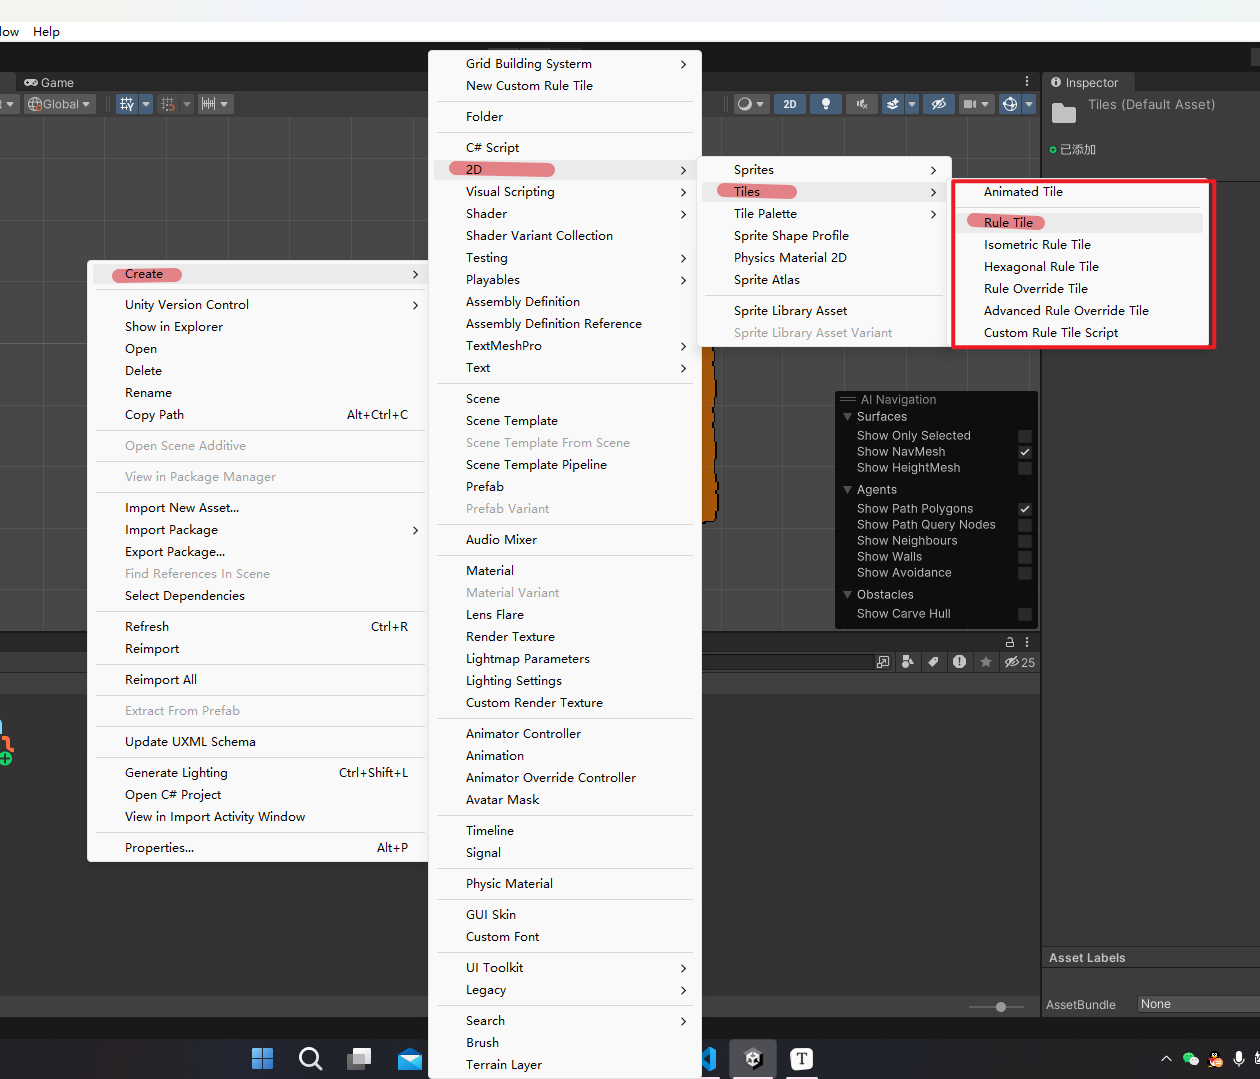 Help
Game
Global
2D
Inspector
Tiles (Default Asset)
已添加
Create
Unity Version Control
Show in Explorer
Open
Delete
Rename
Copy Path Alt+Ctrl+C
Open Scene Additive
View in Package Manager
Import New Asset...
Import Package
Export Package...
Find References In Scene
Select Dependencies
Refresh Ctrl+R
Reimport
Reimport All
Extract From Prefab
Update UXML Schema
Generate Lighting Ctrl+Shift+L
Open C# Project
View in Import Activity Window
Properties... Alt+P
Grid Building Systerm
New Custom Rule Tile
Folder
C# Script
2D
Visual Scripting
Shader
Shader Variant Collection
Testing
Playables
Assembly Definition
Assembly Definition Reference
TextMeshPro
Text
Scene
Scene Template
Scene Template From Scene
Scene Template Pipeline
Prefab
Prefab Variant
Audio Mixer
Material
Material Variant
Lens Flare
Render Texture
Lightmap Parameters
Lighting Settings
Custom Render Texture
Animator Controller
Animation
Animator Override Controller
Avatar Mask
Timeline
Signal
Physic Material
GUI Skin
Custom Font
UI Toolkit
Legacy
Search
Brush
Terrain Layer
Sprites
Tiles
Tile Palette
Sprite Shape Profile
Physics Material 2D
Sprite Atlas
Sprite Library Asset
Sprite Library Asset Variant
Animated Tile
Rule Tile
Isometric Rule Tile
Hexagonal Rule Tile
Rule Override Tile
Advanced Rule Override Tile
Custom Rule Tile Script
AI Navigation
Surfaces
Show Only Selected
Show NavMesh
Show HeightMesh
Agents
Show Path Polygons
Show Path Query Nodes
Show Neighbours
Show Walls
Show Avoidance
Obstacles
Show Carve Hull
25
Asset Labels
AssetBundle None
T